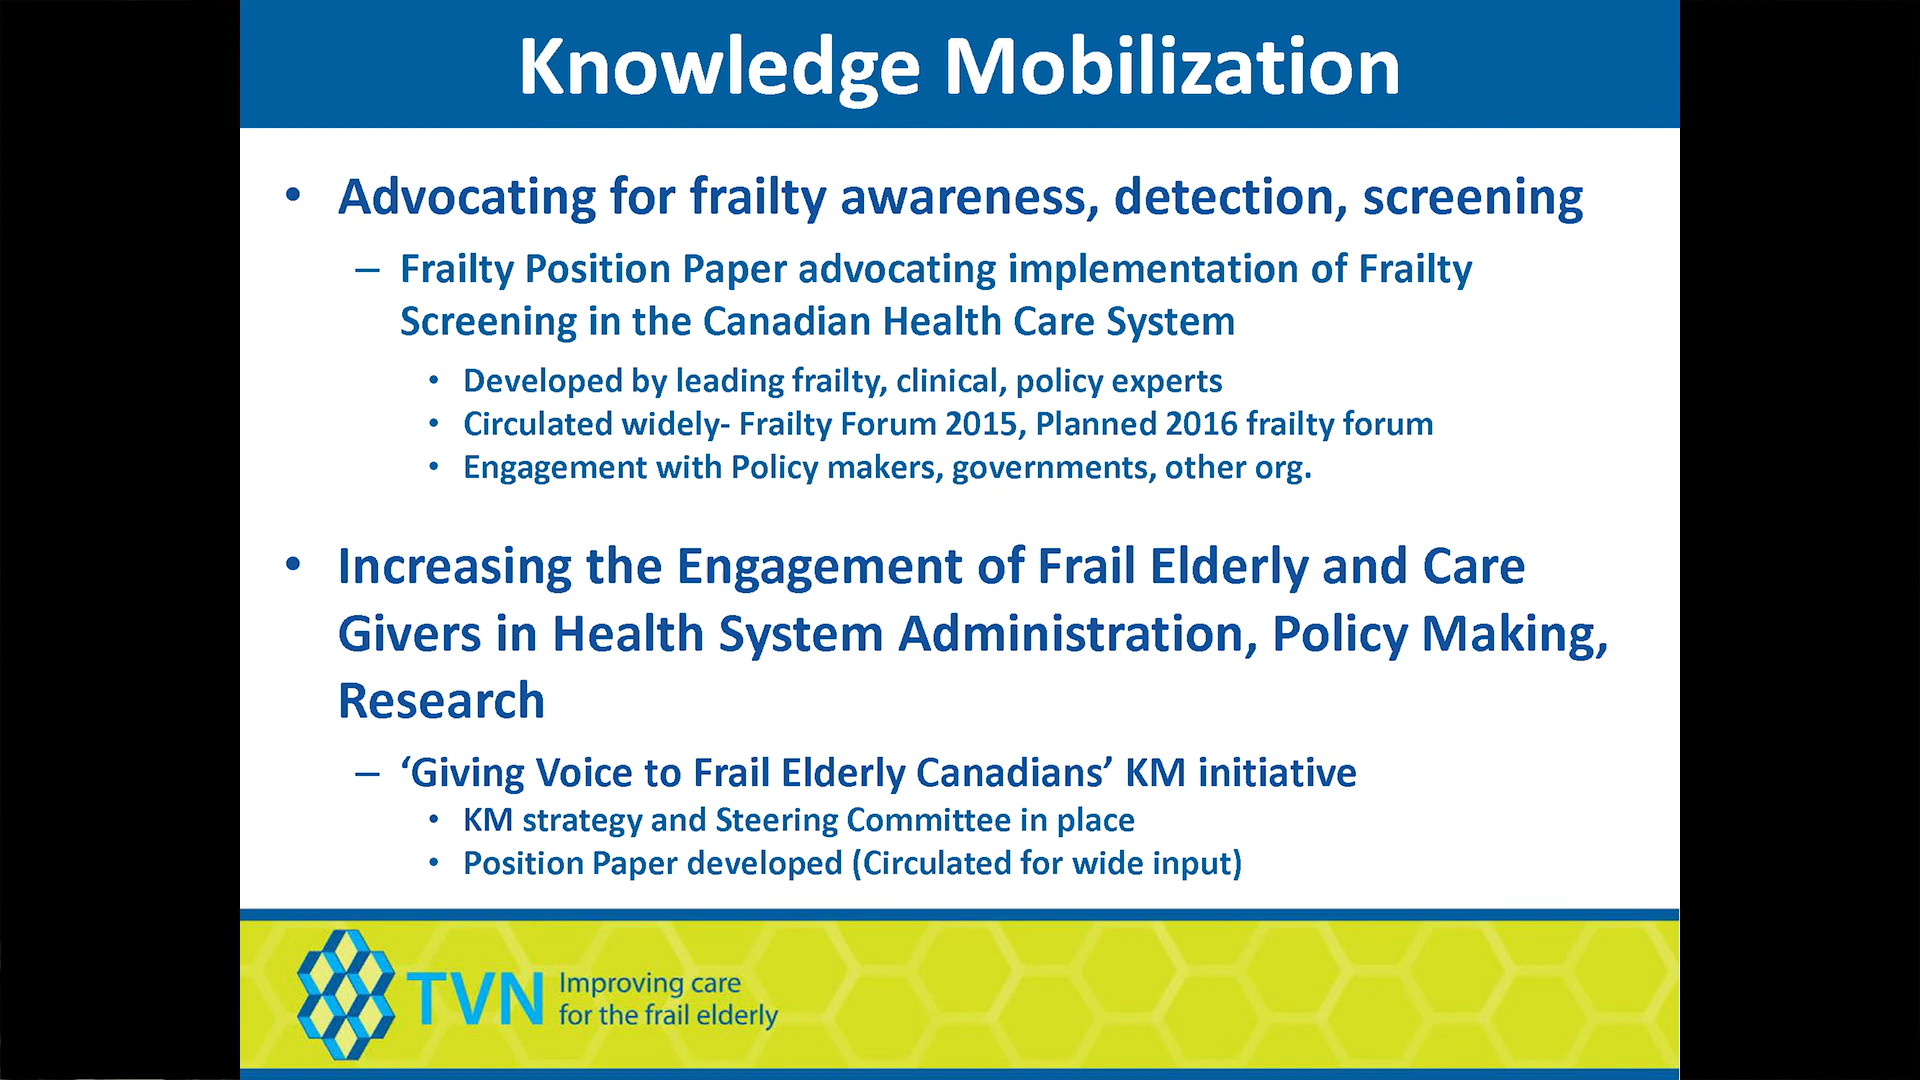 Knowledge Mobilization
• Advocating for frailty awareness, detection, screening
– Frailty Position Paper advocating implementation of Frailty
Screening in the Canadian Health Care System
• Developed by leading frailty, clinical, policy experts
• Circulated widely- Frailty Forum 2015, Planned 2016 frailty forum
• Engagement with Policy makers, governments, other org.
• Increasing the Engagement of Frail Elderly and Care
Givers in Health System Administration, Policy Making,
Research
– ‘Giving Voice to Frail Elderly Canadians’ KM initiative
• KM strategy and Steering Committee in place
• Position Paper developed (Circulated for wide input)
TVN Improving care
for the frail elderly